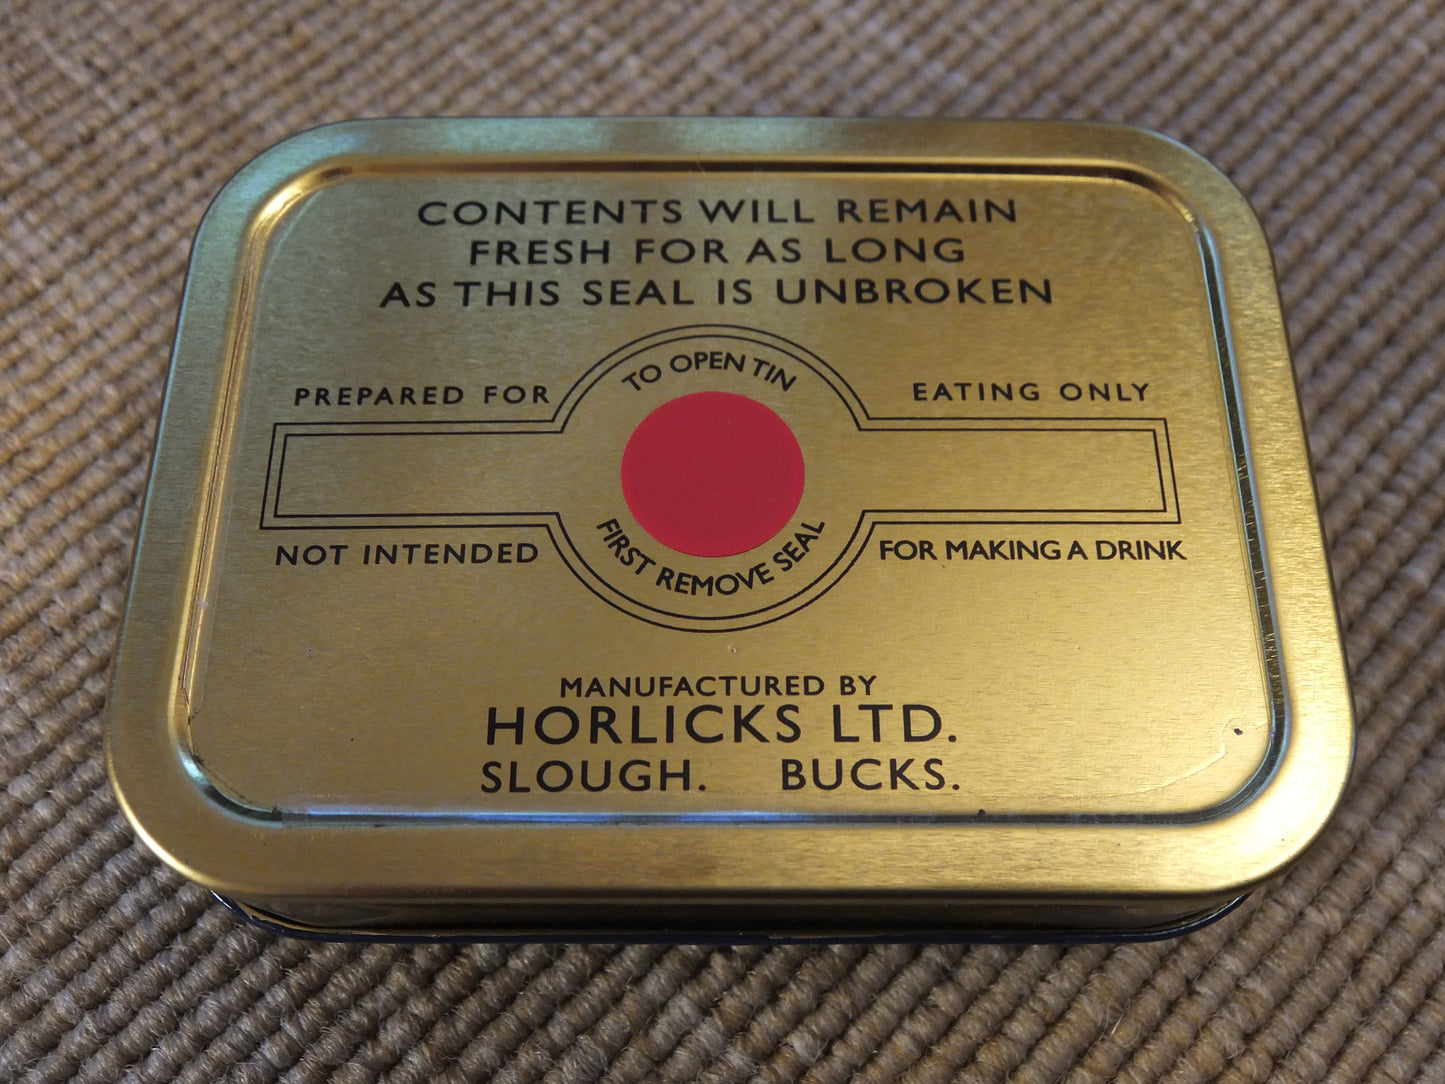 CONTENTS WILL REMAIN
FRESH FOR AS LONG
AS THIS SEAL IS UNBROKEN
PREPARED FOR EATING ONLY
TO OPEN TIN
FIRST REMOVE SEAL
NOT INTENDED FOR MAKING A DRINK
MANUFACTURED BY
HORLICKS LTD.
SLOUGH. BUCKS.